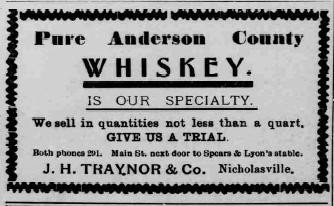 Pure Anderson County
WHISKEY.
IS OUR SPECIALTY.
We sell in quantities not less than a quart.
GIVE US A TRIAL.
Both phones 291. Main St. next door to Spears & Lyon's stable.
J. H. TRAYNOR & Co. Nicholasville.